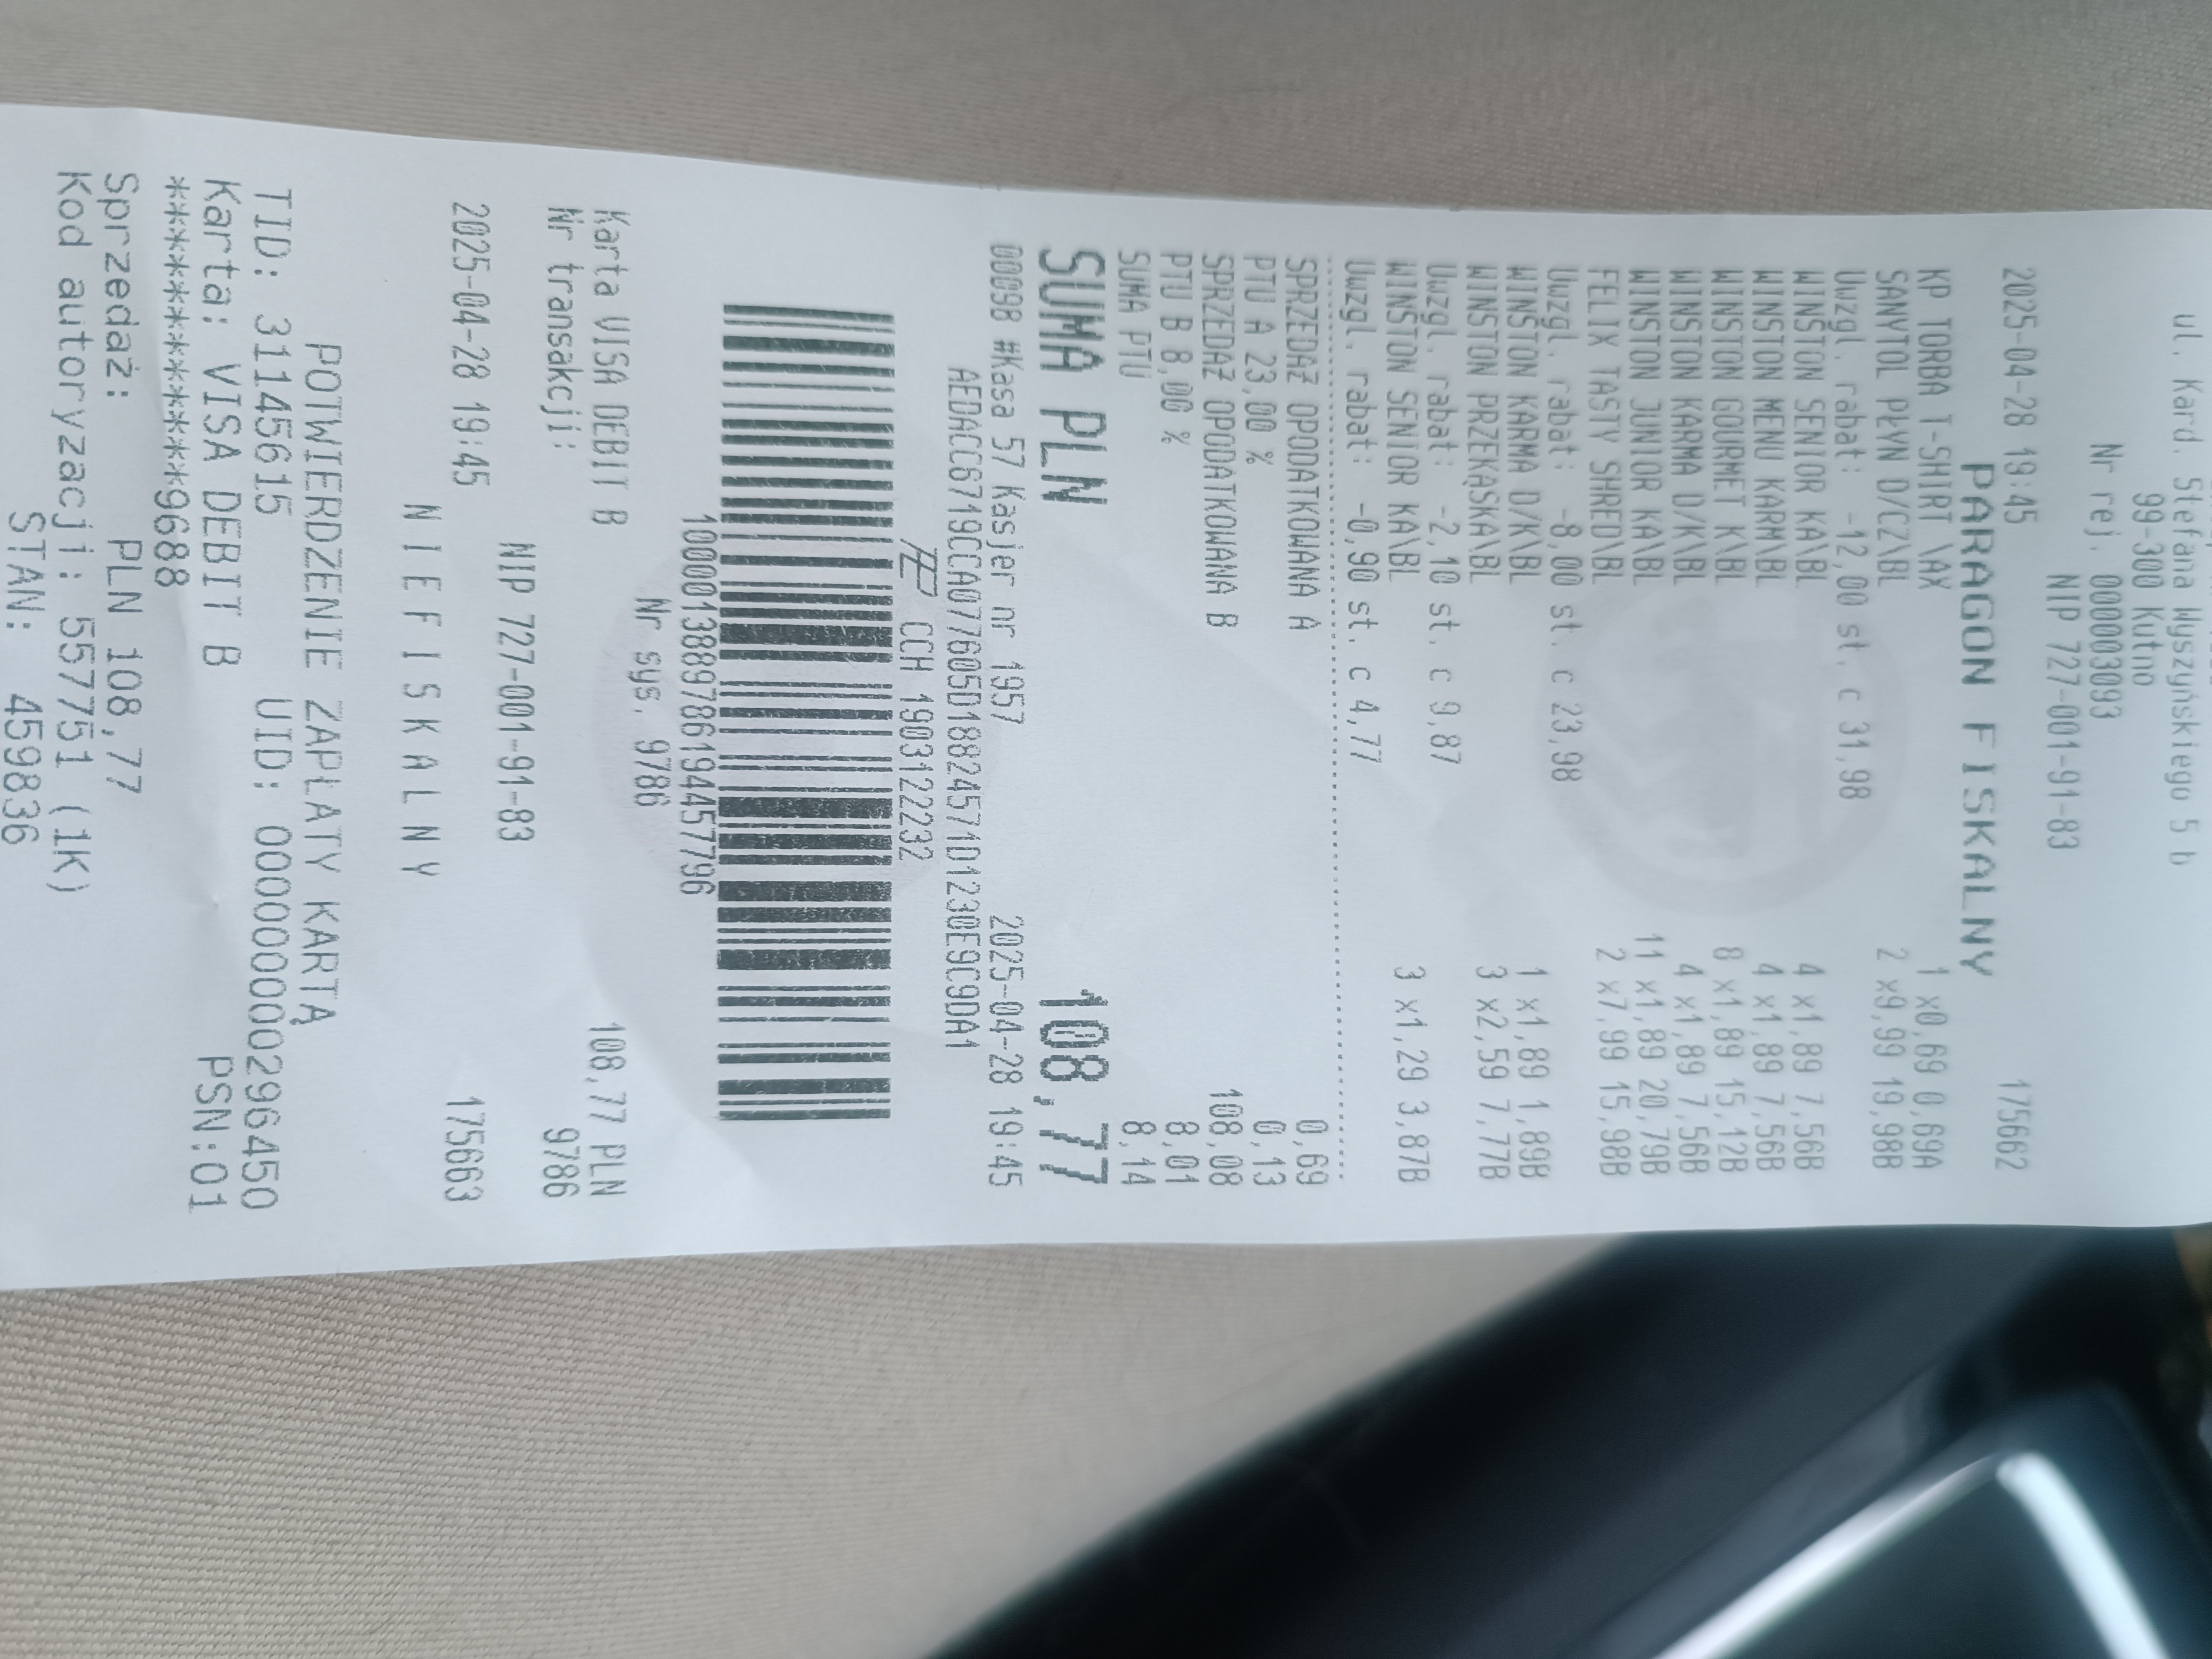 ul. Kard. Stefana Wyszyńskiego 5 b
99-300 Kutno
Nr rej. 000003093
NIP 727-001-91-83
2025-04-28 19:45 175662
PARAGON FISKALNY
KP TORBA T-SHIRT \AX 1 x0,69 0,69A
SANYTOL PŁYN D/CZ\BL 2 x9,99 19,98B
Uwzgl. rabat: -12,00 st. c 31,98
WINSTON SENIOR KA\BL 4 x1,89 7,56B
WINSTON MENU KARM\BL 4 x1,89 7,56B
WINSTON GOURMET K\BL 8 x1,89 15,12B
WINSTON KARMA D/K\BL 4 x1,89 7,56B
WINSTON JUNIOR KA\BL 11 x1,89 20,79B
FELIX TASTY SHRED\BL 2 x7,99 15,98B
Uwzgl. rabat: -8,00 st. c 23,98
WINSTON KARMA D/K\BL 1 x1,89 1,89B
WINSTON PRZEKĄSKA\BL 3 x2,59 7,77B
Uwzgl. rabat: -2,10 st. c 9,87
WINSTON SENIOR KA\BL 3 x1,29 3,87B
Uwzgl. rabat: -0,90 st. c 4,77
SPRZEDAŻ OPODATKOWANA A 0,69
PTU A 23,00 % 0,13
SPRZEDAŻ OPODATKOWANA B 108,08
PTU B 8,00 % 8,01
SUMA PTU 8,14
SUMA PLN 108,77
00098 #Kasa 57 Kasjer nr 1957 2025-04-28 19:45
AEDACC6719CCA077605D18824571D1230E9C9DA1
CCH 1903122232
1000013889786194457796
Nr sys. 9786
Karta VISA DEBIT B 108,77 PLN
Nr transakcji: 9786
NIP 727-001-91-83
2025-04-28 19:45 175663
NIEFISKALNY
POTWIERDZENIE ZAPŁATY KARTĄ
TID: 31145615 UID: 000000000296450
Karta: VISA DEBIT B PSN:01
************9688
Sprzedaż: PLN 108,77
Kod autoryzacji: 557751 (1K)
STAN: 459836